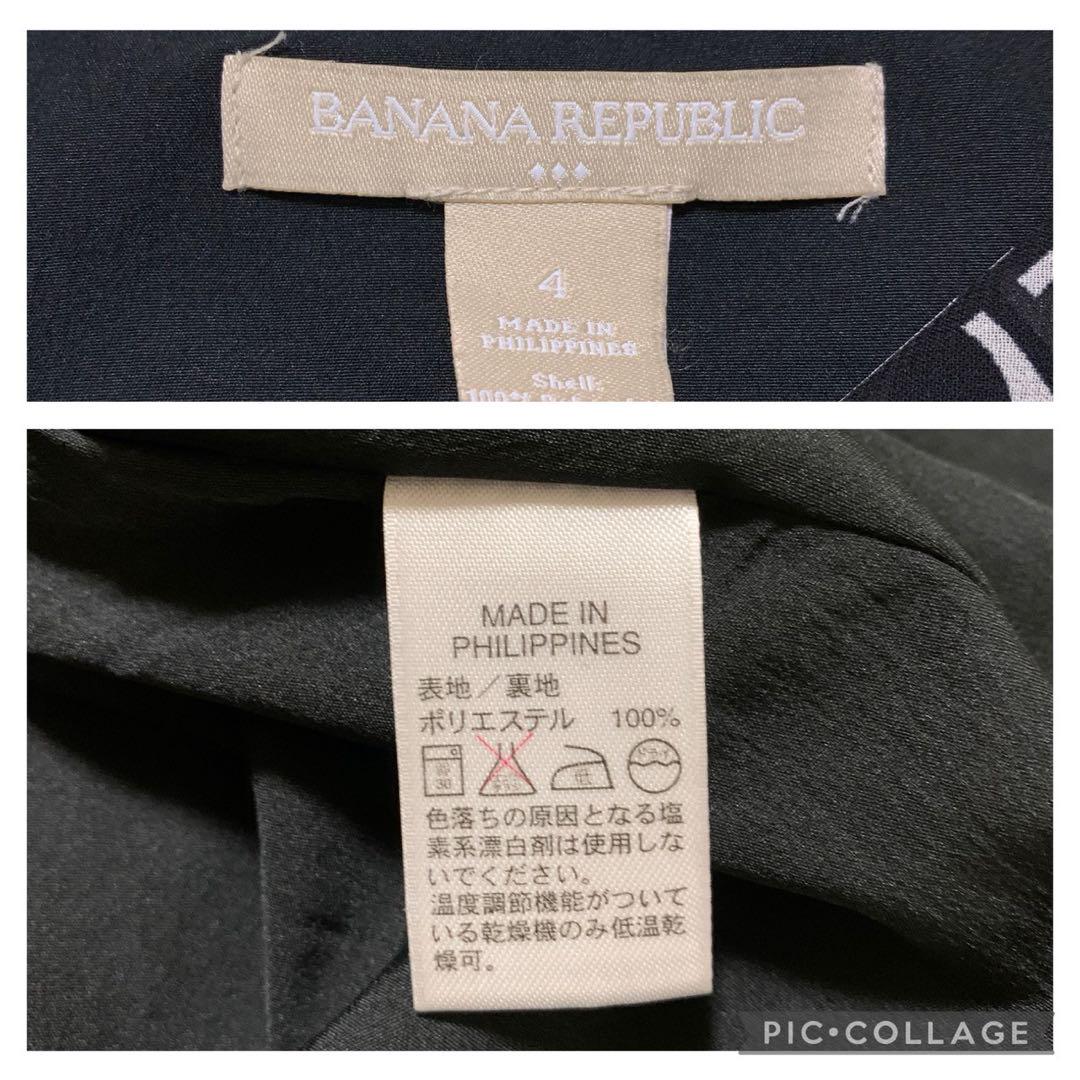 BANANA REPUBLIC
4
MADE IN
PHILIPPINES
Shell:
100%
MADE IN
PHILIPPINES
表地／裏地
ポリエステル 100%
30
低
色落ちの原因となる塩
素系漂白剤は使用しな
いでください。
温度調節機能がついて
いる乾燥機のみ低温乾
燥可。
PIC•COLLAGE